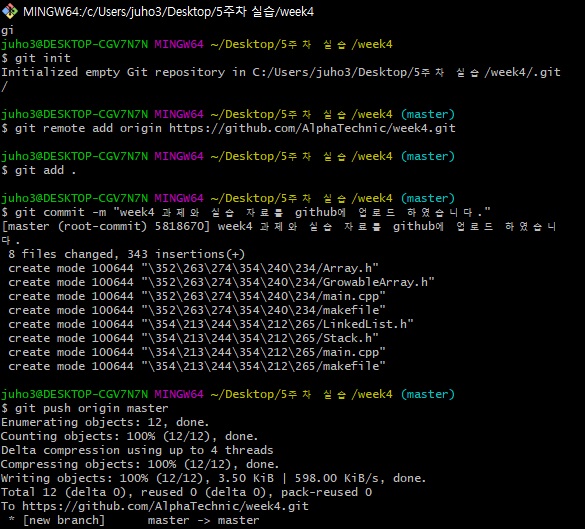 MINGW64:/c/Users/juho3/Desktop/5주차 실습/week4
gi
juho3@DESKTOP-CGV7N7N MINGW64 ~/Desktop/5주차 실습/week4
$ git init
Initialized empty Git repository in C:/Users/juho3/Desktop/5주차 실습/week4/.git
/
juho3@DESKTOP-CGV7N7N MINGW64 ~/Desktop/5주차 실습/week4 (master)
$ git remote add origin https://github.com/AlphaTechnic/week4.git
juho3@DESKTOP-CGV7N7N MINGW64 ~/Desktop/5주차 실습/week4 (master)
$ git add .
juho3@DESKTOP-CGV7N7N MINGW64 ~/Desktop/5주차 실습/week4 (master)
$ git commit -m "week4 과제와 실습 자료를 github에 업로드 하였습니다."
[master (root-commit) 5818670] week4 과제와 실습 자료를 github에 업로드 하였습니
다.
8 files changed, 343 insertions(+)
create mode 100644 "\352\263\274\354\240\234/Array.h"
create mode 100644 "\352\263\274\354\240\234/GrowableArray.h"
create mode 100644 "\352\263\274\354\240\234/main.cpp"
create mode 100644 "\352\263\274\354\240\234/makefile"
create mode 100644 "\354\213\244\354\212\265/LinkedList.h"
create mode 100644 "\354\213\244\354\212\265/Stack.h"
create mode 100644 "\354\213\244\354\212\265/main.cpp"
create mode 100644 "\354\213\244\354\212\265/makefile"
juho3@DESKTOP-CGV7N7N MINGW64 ~/Desktop/5주차 실습/week4 (master)
$ git push origin master
Enumerating objects: 12, done.
Counting objects: 100% (12/12), done.
Delta compression using up to 4 threads
Compressing objects: 100% (12/12), done.
Writing objects: 100% (12/12), 3.50 KiB | 598.00 KiB/s, done.
Total 12 (delta 0), reused 0 (delta 0), pack-reused 0
To https://github.com/AlphaTechnic/week4.git
* [new branch] master -> master